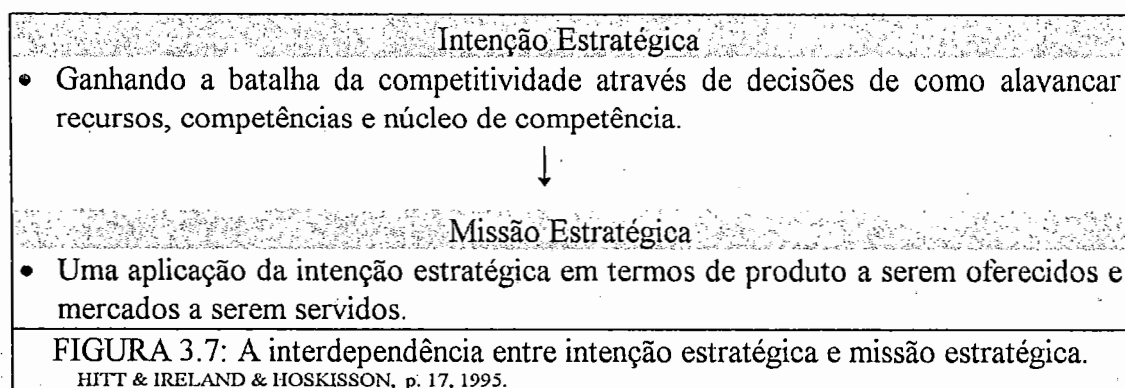 Intenção Estratégica
• Ganhando a batalha da competitividade através de decisões de como alavancar
recursos, competências e núcleo de competência.
↓
Missão Estratégica
• Uma aplicação da intenção estratégica em termos de produto a serem oferecidos e
mercados a serem servidos.
FIGURA 3.7: A interdependência entre intenção estratégica e missão estratégica.
HITT & IRELAND & HOSKISSON, p. 17, 1995.